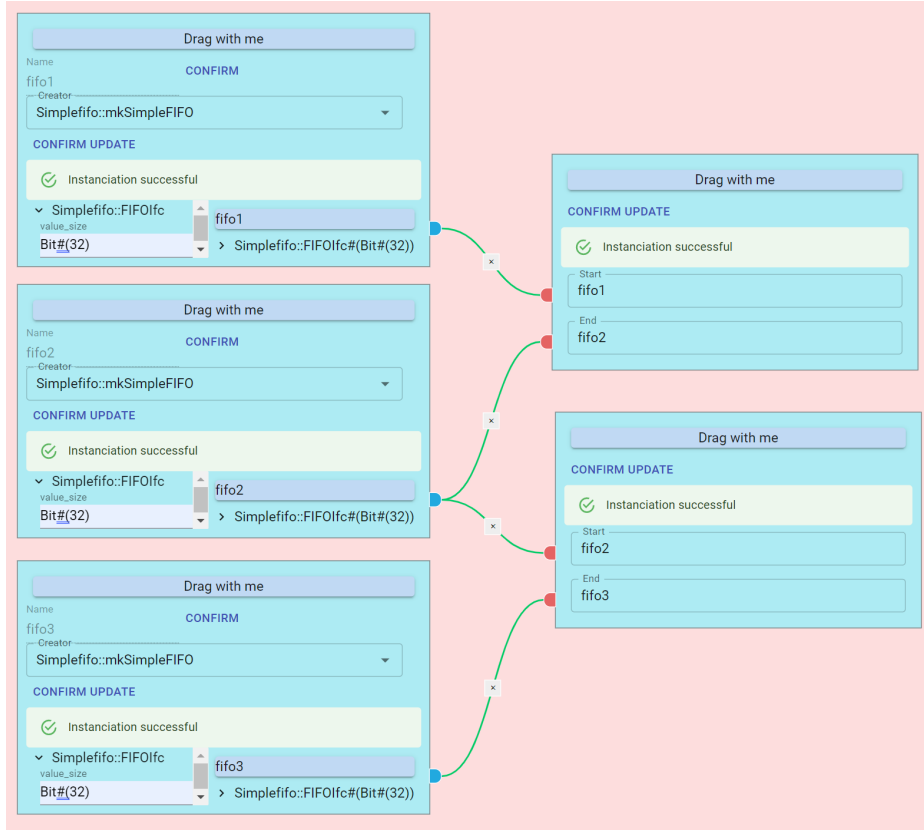 Drag with me
Name
CONFIRM
fifo1
Creator
Simplefifo::mkSimpleFIFO
CONFIRM UPDATE
Instanciation successful
Simplefifo::FIFOIfc
value_size
Bit#(32)
fifo1
Simplefifo::FIFOIfc#(Bit#(32))
Drag with me
Name
CONFIRM
fifo2
Creator
Simplefifo::mkSimpleFIFO
CONFIRM UPDATE
Instanciation successful
Simplefifo::FIFOIfc
value_size
Bit#(32)
fifo2
Simplefifo::FIFOIfc#(Bit#(32))
Drag with me
Name
CONFIRM
fifo3
Creator
Simplefifo::mkSimpleFIFO
CONFIRM UPDATE
Instanciation successful
Simplefifo::FIFOIfc
value_size
Bit#(32)
fifo3
Simplefifo::FIFOIfc#(Bit#(32))
Drag with me
CONFIRM UPDATE
Instanciation successful
Start
fifo1
End
fifo2
Drag with me
CONFIRM UPDATE
Instanciation successful
Start
fifo2
End
fifo3